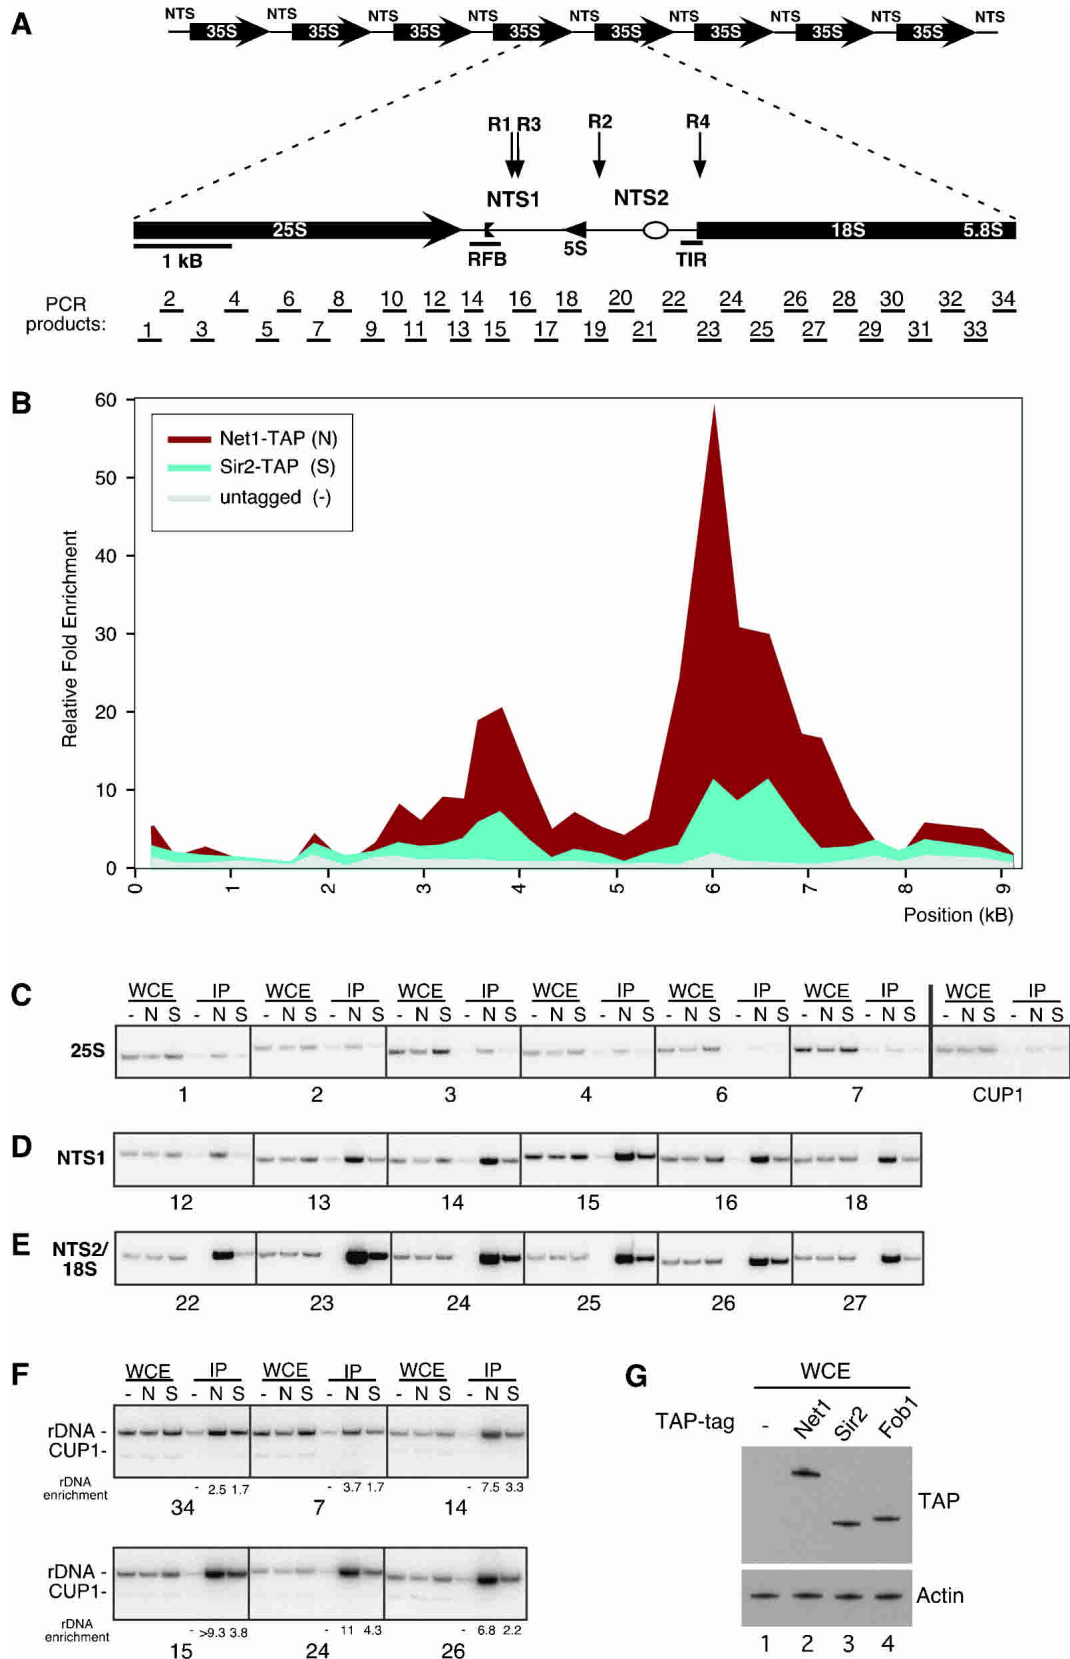 A
NTS NTS NTS NTS NTS NTS NTS NTS NTS
35S 35S 35S 35S 35S 35S 35S 35S
R1 R3 R2 R4
NTS1 NTS2
25S 18S 5.8S
1 kB RFB 5S TIR
PCR products:
2 4 6 8 10 12 14 16 18 20 22 24 26 28 30 32 34
1 3 5 7 9 11 13 15 17 19 21 23 25 27 29 31 33
B
Relative Fold Enrichment
60
50
40
30
20
10
0
Net1-TAP (N)
Sir2-TAP (S)
untagged (-)
0 1 2 3 4 5 6 7 8 9
Position (kB)
C
WCE IP WCE IP WCE IP WCE IP WCE IP WCE IP WCE IP
- N S - N S - N S - N S - N S - N S - N S - N S - N S - N S - N S - N S - N S - N S
25S
1 2 3 4 6 7 CUP1
D
NTS1
12 13 14 15 16 18
E
NTS2/
18S
22 23 24 25 26 27
F
WCE IP WCE IP WCE IP
- N S - N S - N S - N S - N S - N S
rDNA -
CUP1-
rDNA
enrichment
- 2.5 1.7 - 3.7 1.7 - 7.5 3.3
34 7 14
rDNA -
CUP1-
rDNA
enrichment
- >9.3 3.8 - 11 4.3 - 6.8 2.2
15 24 26
G
WCE
TAP-tag - Net1 Sir2 Fob1
TAP
Actin
1 2 3 4